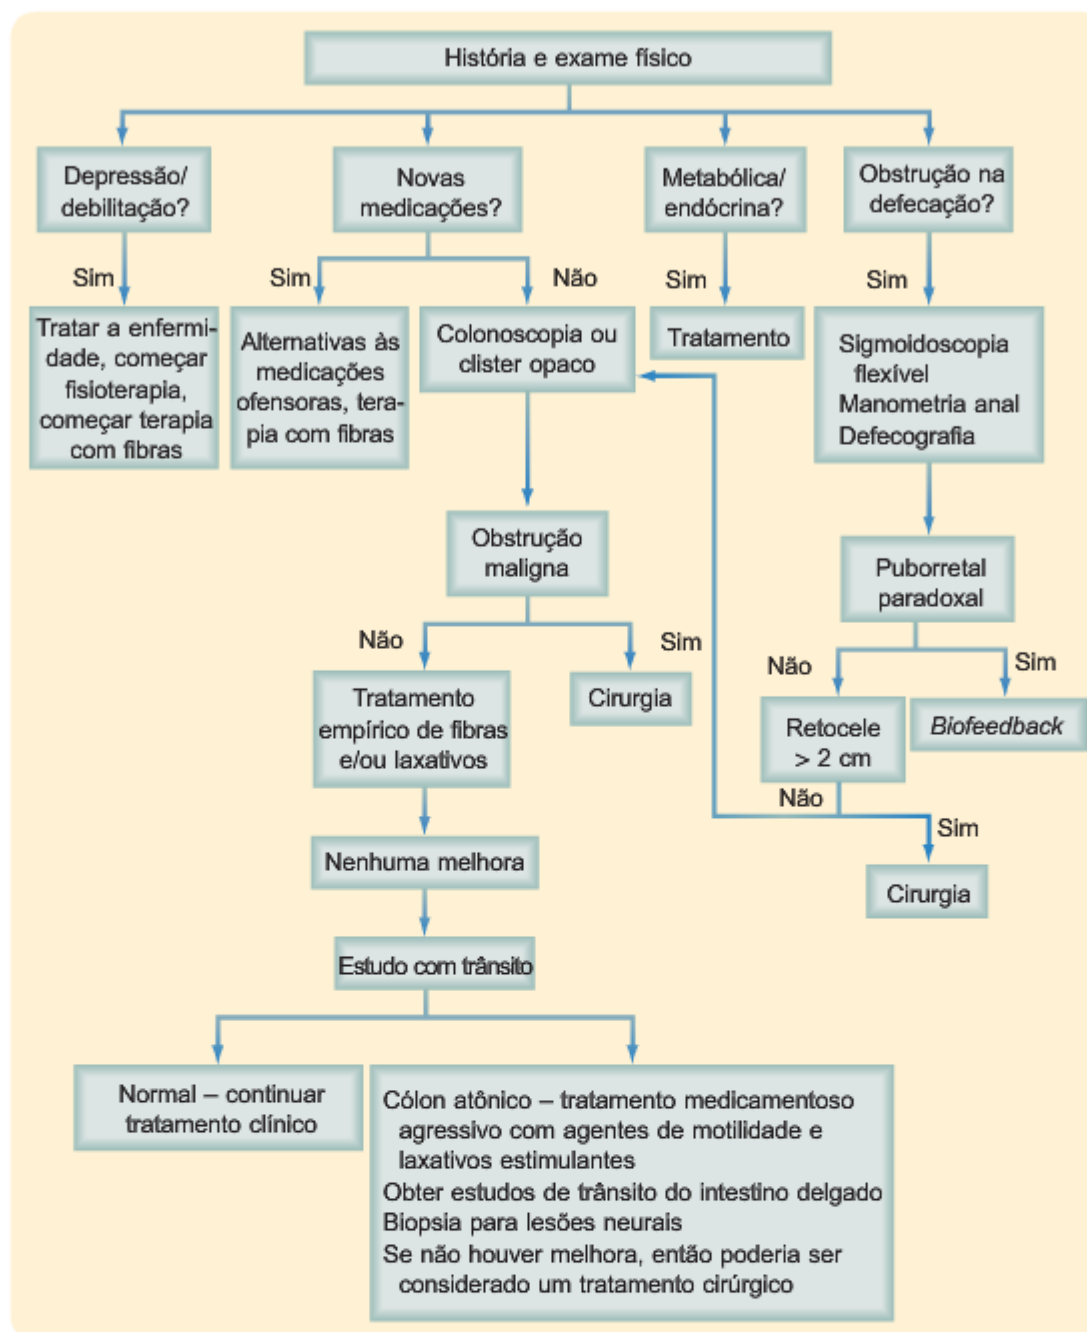 História e exame físico
Depressão/
debilitação?
Novas
medicações?
Metabólica/
endócrina?
Obstrução na
defecação?
Sim
Sim
Não
Sim
Sim
Tratar a enfermi-
dade, começar
fisioterapia,
começar terapia
com fibras
Alternativas às
medicações
ofensoras, tera-
pia com fibras
Colonoscopia ou
clister opaco
Tratamento
Sigmoidoscopia
flexível
Manometria anal
Defecografia
Obstrução
maligna
Puborretal
paradoxal
Não
Sim
Não
Sim
Tratamento
empírico de fibras
e/ou laxativos
Cirurgia
Retocele
> 2 cm
Biofeedback
Não
Sim
Nenhuma melhora
Cirurgia
Estudo com trânsito
Normal – continuar
tratamento clínico
Cólon atônico – tratamento medicamentoso
agressivo com agentes de motilidade e
laxativos estimulantes
Obter estudos de trânsito do intestino delgado
Biopsia para lesões neurais
Se não houver melhora, então poderia ser
considerado um tratamento cirúrgico